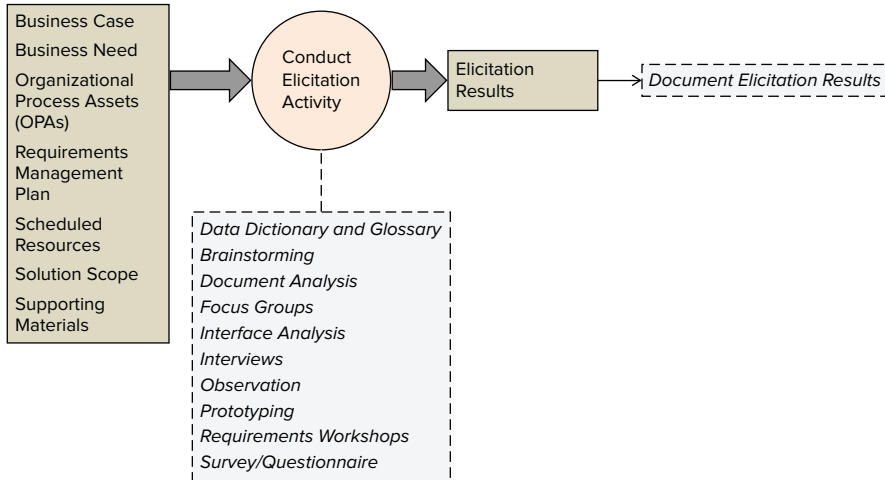 Business Case
Business Need
Organizational
Process Assets
(OPAs)
Requirements
Management
Plan
Scheduled
Resources
Solution Scope
Supporting
Materials
Conduct
Elicitation
Activity
Elicitation
Results
Document Elicitation Results
Data Dictionary and Glossary
Brainstorming
Document Analysis
Focus Groups
Interface Analysis
Interviews
Observation
Prototyping
Requirements Workshops
Survey/Questionnaire